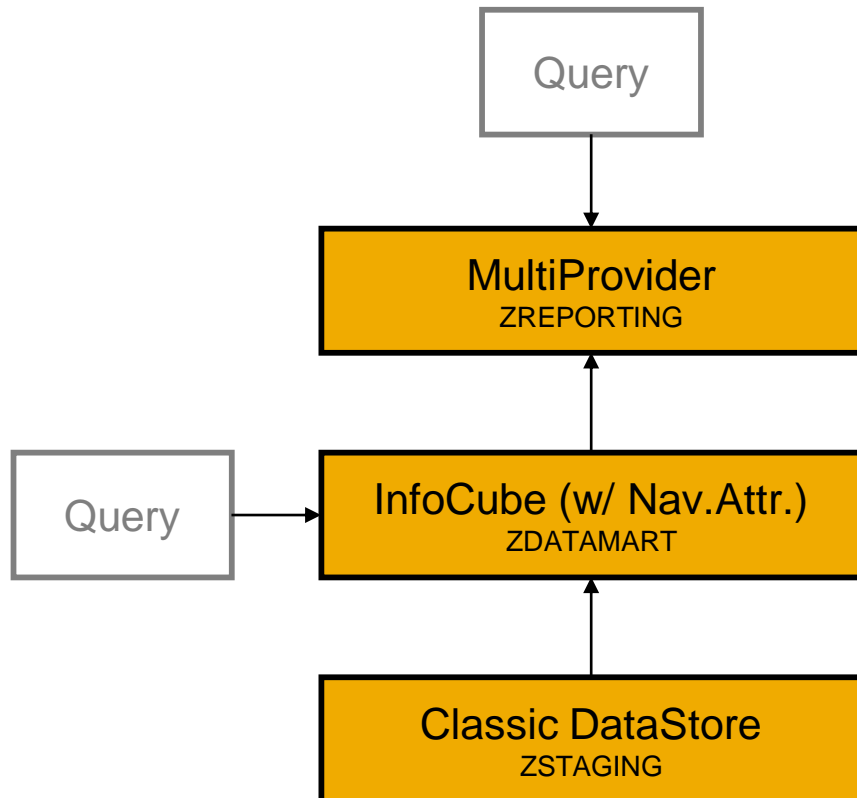 Query
MultiProvider
ZREPORTING
Query
InfoCube (w/ Nav.Attr.)
ZDATAMART
Classic DataStore
ZSTAGING